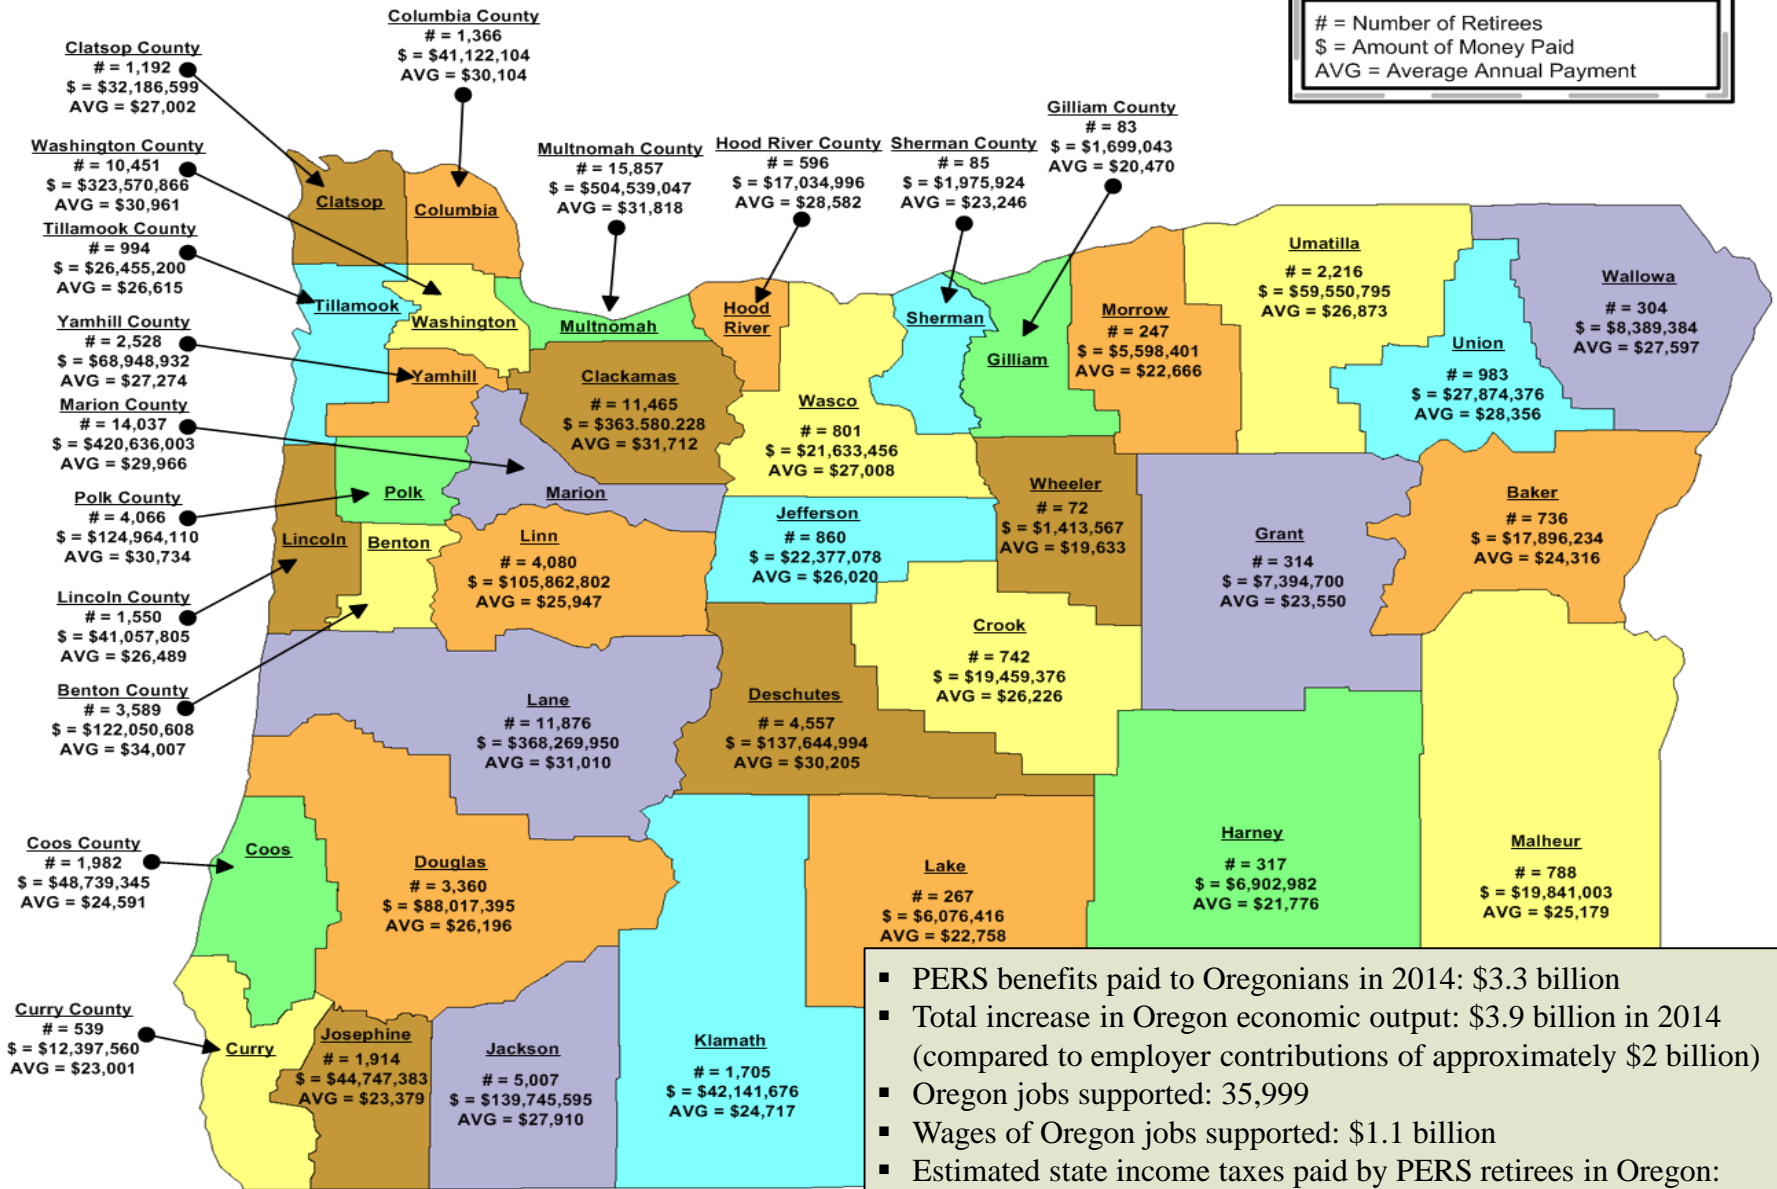 # = Number of Retirees
$ = Amount of Money Paid
AVG = Average Annual Payment
Columbia County
# = 1,366
$ = $41,122,104
AVG = $30,104
Clatsop County
# = 1,192
$ = $32,186,599
AVG = $27,002
Washington County
# = 10,451
$ = $323,570,866
AVG = $30,961
Tillamook County
# = 994
$ = $26,455,200
AVG = $26,615
Yamhill County
# = 2,528
$ = $68,948,932
AVG = $27,274
Marion County
# = 14,037
$ = $420,636,003
AVG = $29,966
Polk County
# = 4,066
$ = $124,964,110
AVG = $30,734
Lincoln County
# = 1,550
$ = $41,057,805
AVG = $26,489
Benton County
# = 3,589
$ = $122,050,608
AVG = $34,007
Coos County
# = 1,982
$ = $48,739,345
AVG = $24,591
Curry County
# = 539
$ = $12,397,560
AVG = $23,001
Multnomah County
# = 15,857
$ = $504,539,047
AVG = $31,818
Hood River County
# = 596
$ = $17,034,996
AVG = $28,582
Sherman County
# = 85
$ = $1,975,924
AVG = $23,246
Gilliam County
# = 83
$ = $1,699,043
AVG = $20,470
Clatsop
Columbia
Tillamook
Washington
Yamhill
Multnomah
Hood
River
Sherman
Gilliam
Polk
Marion
Lincoln
Benton
Coos
Curry
Clackamas
# = 11,465
$ = $363.580.228
AVG = $31,712
Wasco
# = 801
$ = $21,633,456
AVG = $27,008
Morrow
# = 247
$ = $5,598,401
AVG = $22,666
Umatilla
# = 2,216
$ = $59,550,795
AVG = $26,873
Union
# = 983
$ = $27,874,376
AVG = $28,356
Wallowa
# = 304
$ = $8,389,384
AVG = $27,597
Linn
# = 4,080
$ = $105,862,802
AVG = $25,947
Jefferson
# = 860
$ = $22,377,078
AVG = $26,020
Wheeler
# = 72
$ = $1,413,567
AVG = $19,633
Grant
# = 314
$ = $7,394,700
AVG = $23,550
Baker
# = 736
$ = $17,896,234
AVG = $24,316
Crook
# = 742
$ = $19,459,376
AVG = $26,226
Lane
# = 11,876
$ = $368,269,950
AVG = $31,010
Deschutes
# = 4,557
$ = $137,644,994
AVG = $30,205
Douglas
# = 3,360
$ = $88,017,395
AVG = $26,196
Lake
# = 267
$ = $6,076,416
AVG = $22,758
Harney
# = 317
$ = $6,902,982
AVG = $21,776
Malheur
# = 788
$ = $19,841,003
AVG = $25,179
Josephine
# = 1,914
$ = $44,747,383
AVG = $23,379
Jackson
# = 5,007
$ = $139,745,595
AVG = $27,910
Klamath
# = 1,705
$ = $42,141,676
AVG = $24,717
▪ PERS benefits paid to Oregonians in 2014: $3.3 billion
▪ Total increase in Oregon economic output: $3.9 billion in 2014
(compared to employer contributions of approximately $2 billion)
▪ Oregon jobs supported: 35,999
▪ Wages of Oregon jobs supported: $1.1 billion
▪ Estimated state income taxes paid by PERS retirees in Oregon: